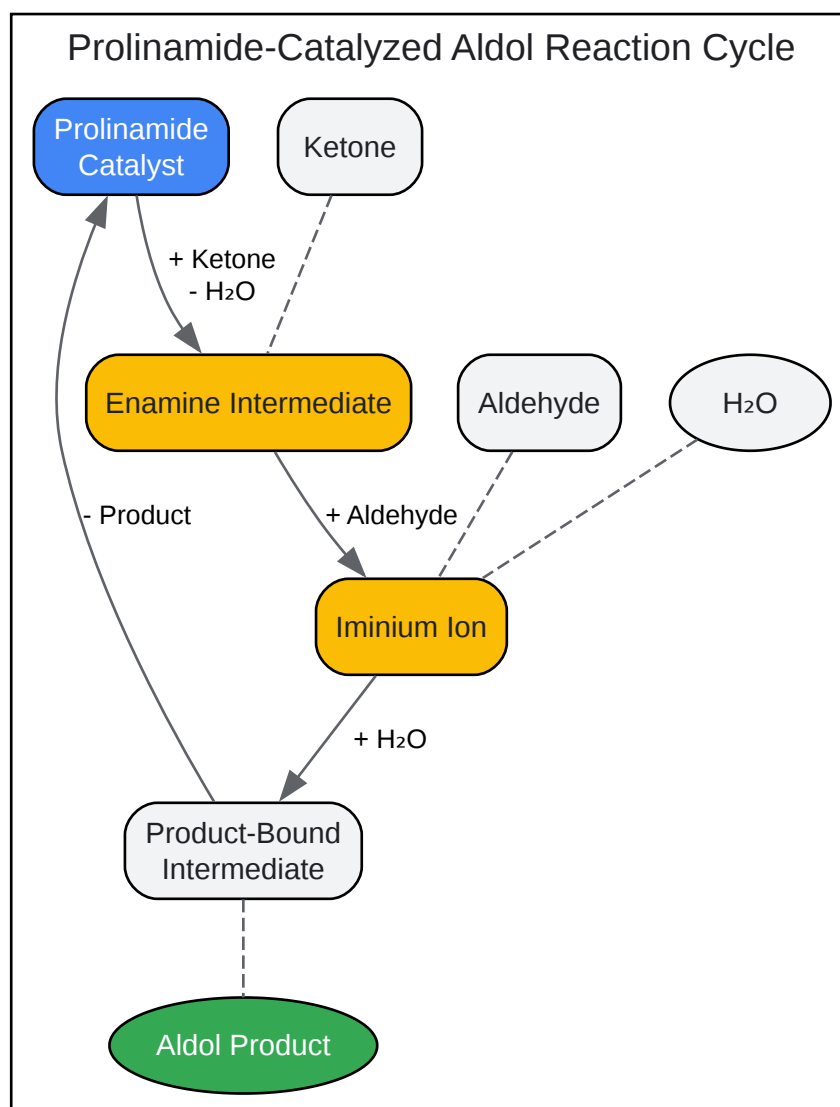 Prolinamide-Catalyzed Aldol Reaction Cycle
Prolinamide
Catalyst
Ketone
+ Ketone
- H₂O
Enamine Intermediate
Aldehyde
H₂O
- Product
+ Aldehyde
Iminium Ion
+ H₂O
Product-Bound
Intermediate
Aldol Product